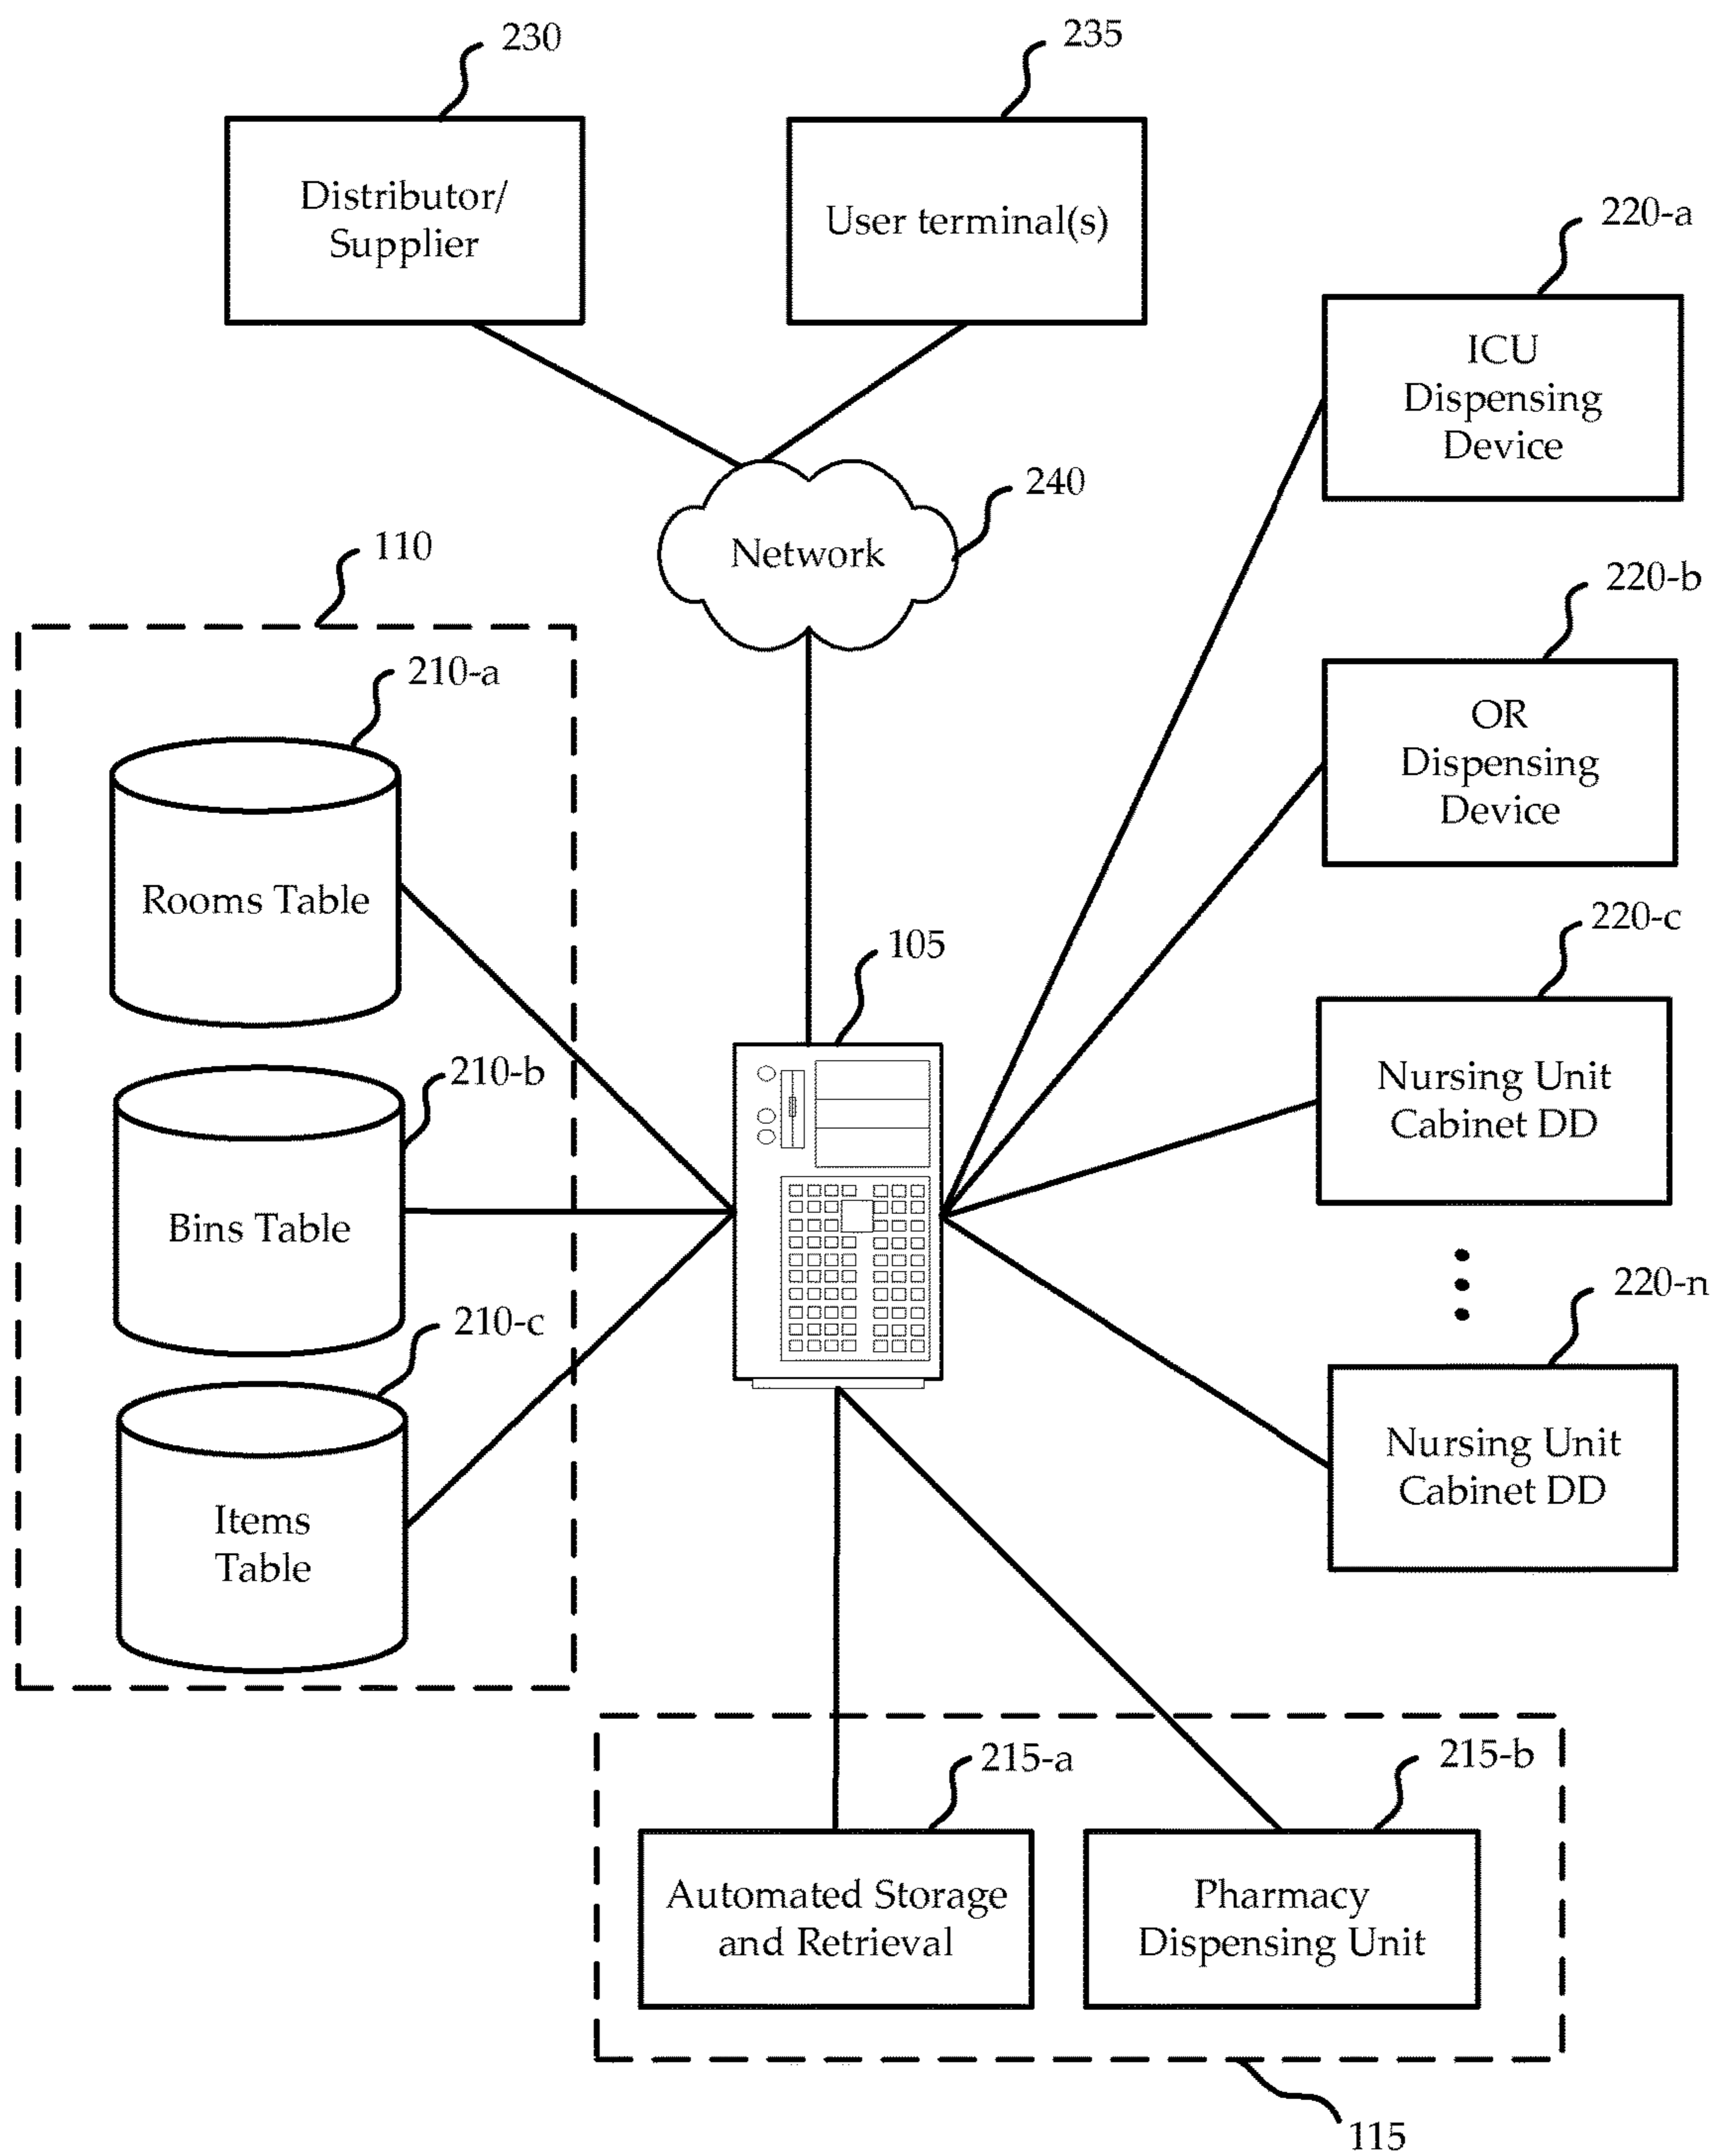 230
235
Distributor/
Supplier
User terminal(s)
220-a
ICU
Dispensing
Device
240
Network
110
220-b
210-a
OR
Dispensing
Device
Rooms Table
105
220-c
210-b
Nursing Unit
Cabinet DD
Bins Table
220-n
210-c
Nursing Unit
Cabinet DD
Items
Table
215-a
215-b
Automated Storage
and Retrieval
Pharmacy
Dispensing Unit
115